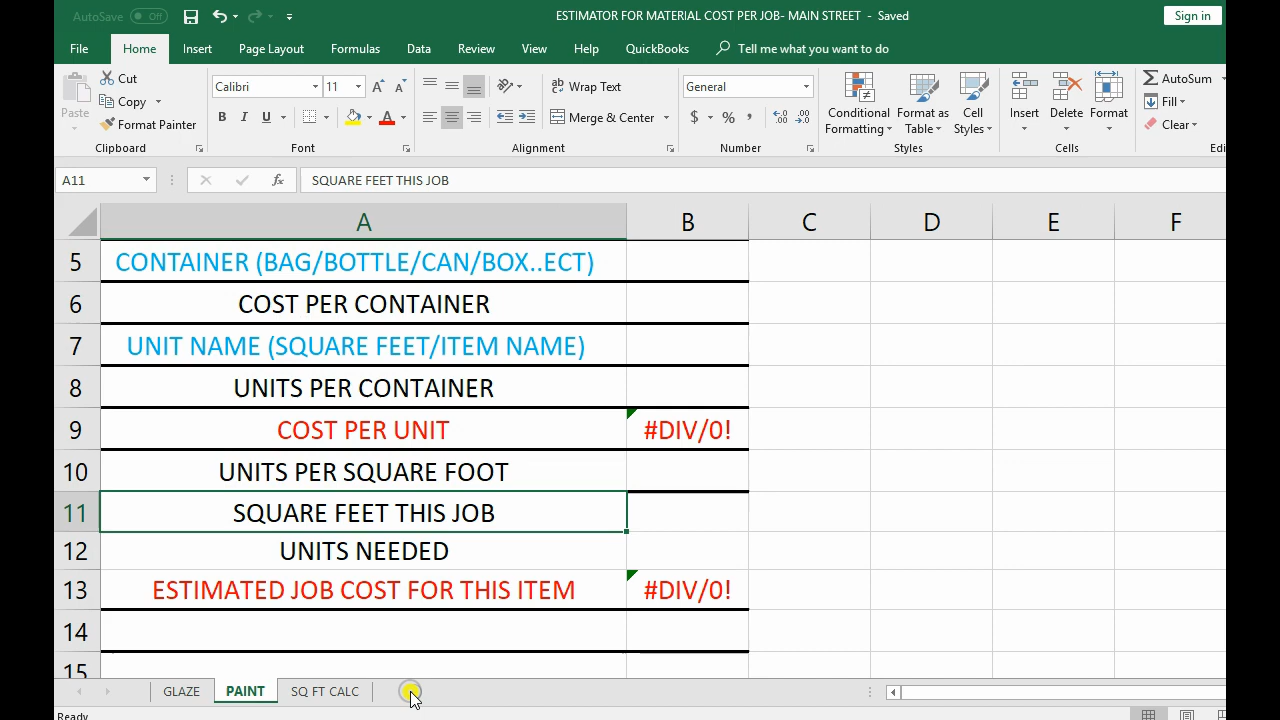 AutoSave Off
ESTIMATOR FOR MATERIAL COST PER JOB- MAIN STREET - Saved
Sign in
File Home Insert Page Layout Formulas Data Review View Help QuickBooks Tell me what you want to do
Paste
Cut
Copy
Format Painter
Calibri 11
B I U
Wrap Text
Merge & Center
General
$ %
Conditional Formatting
Format as Table
Cell Styles
Insert
Delete
Format
AutoSum
Fill
Clear
Clipboard Font Alignment Number Styles Cells Edi
A11 fx SQUARE FEET THIS JOB
A B C D E F
5 CONTAINER (BAG/BOTTLE/CAN/BOX..ECT)
6 COST PER CONTAINER
7 UNIT NAME (SQUARE FEET/ITEM NAME)
8 UNITS PER CONTAINER
9 COST PER UNIT #DIV/0!
10 UNITS PER SQUARE FOOT
11 SQUARE FEET THIS JOB
12 UNITS NEEDED
13 ESTIMATED JOB COST FOR THIS ITEM #DIV/0!
14
15
GLAZE PAINT SQ FT CALC
Ready